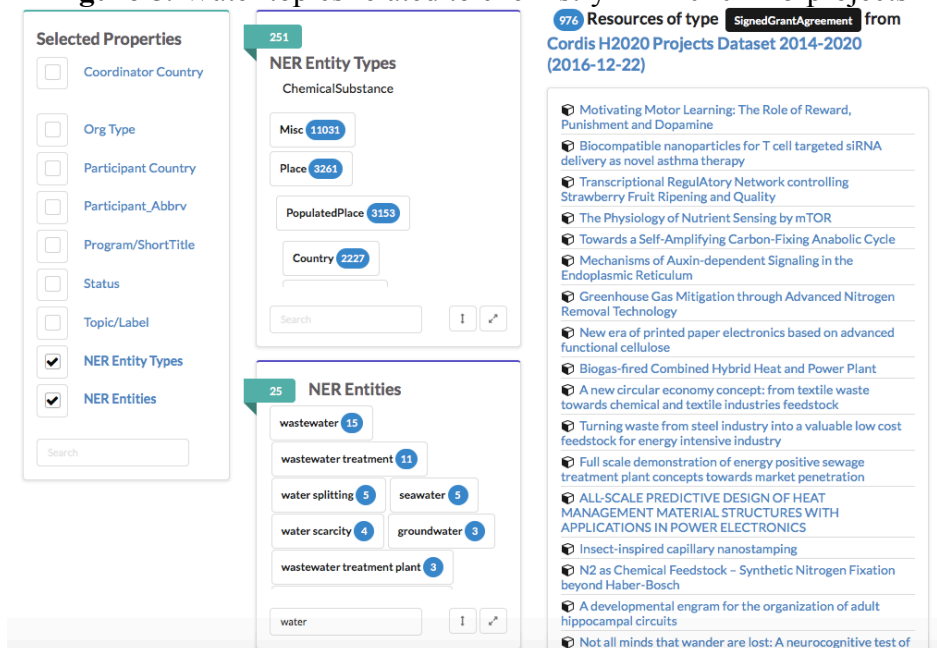 Selected Properties
Coordinator Country
Org Type
Participant Country
Participant_Abbrv
Program/ShortTitle
Status
Topic/Label
NER Entity Types
NER Entities
Search
251
NER Entity Types
ChemicalSubstance
Misc 11031
Place 3261
PopulatedPlace 3153
Country 2227
Search
25 NER Entities
wastewater 15
wastewater treatment 11
water splitting 5 seawater 5
water scarcity 4 groundwater 3
wastewater treatment plant 3
water
976 Resources of type SignedGrantAgreement from
Cordis H2020 Projects Dataset 2014-2020
(2016-12-22)
Motivating Motor Learning: The Role of Reward,
Punishment and Dopamine
Biocompatible nanoparticles for T cell targeted siRNA
delivery as novel asthma therapy
Transcriptional RegulAtory Network controlling
Strawberry Fruit Ripening and Quality
The Physiology of Nutrient Sensing by mTOR
Towards a Self-Amplifying Carbon-Fixing Anabolic Cycle
Mechanisms of Auxin-dependent Signaling in the
Endoplasmic Reticulum
Greenhouse Gas Mitigation through Advanced Nitrogen
Removal Technology
New era of printed paper electronics based on advanced
functional cellulose
Biogas-fired Combined Hybrid Heat and Power Plant
A new circular economy concept: from textile waste
towards chemical and textile industries feedstock
Turning waste from steel industry into a valuable low cost
feedstock for energy intensive industry
Full scale demonstration of energy positive sewage
treatment plant concepts towards market penetration
ALL-SCALE PREDICTIVE DESIGN OF HEAT
MANAGEMENT MATERIAL STRUCTURES WITH
APPLICATIONS IN POWER ELECTRONICS
Insect-inspired capillary nanostamping
N2 as Chemical Feedstock – Synthetic Nitrogen Fixation
beyond Haber-Bosch
A developmental engram for the organization of adult
hippocampal circuits
Not all minds that wander are lost: A neurocognitive test of